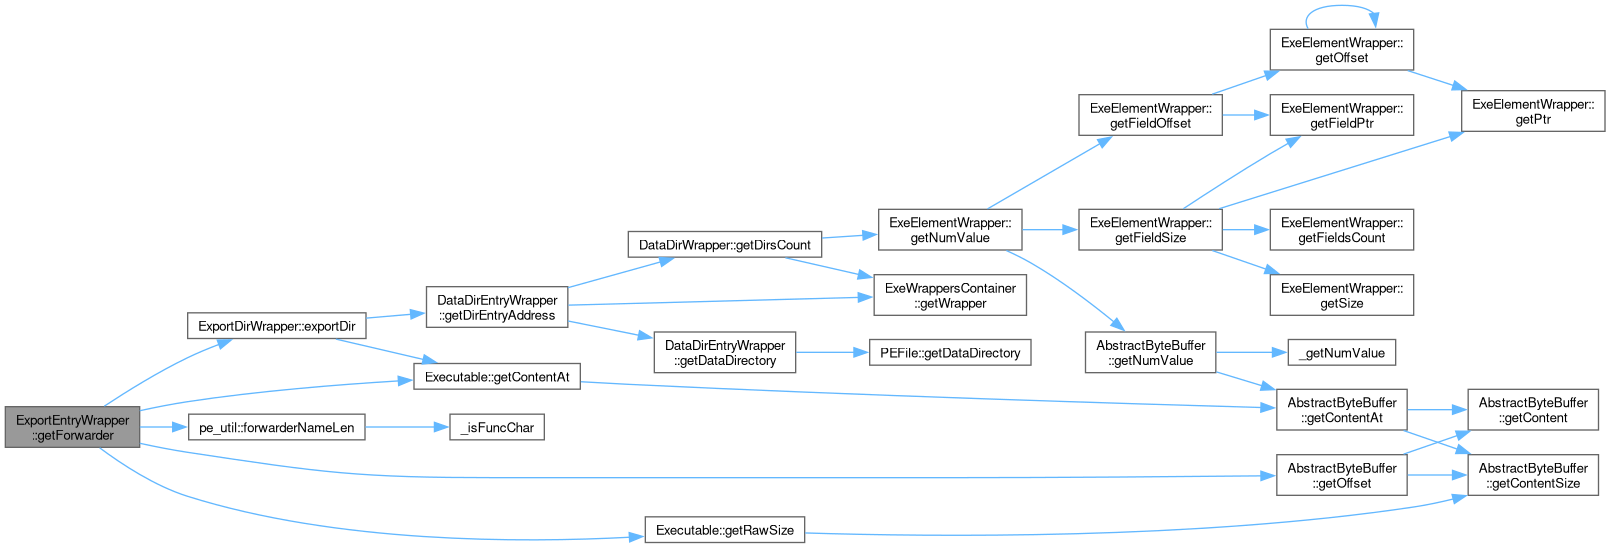 ExportEntryWrapper
::getForwarder
ExportDirWrapper::exportDir
Executable::getContentAt
pe_util::forwarderNameLen
_isFuncChar
DataDirEntryWrapper
::getDirEntryAddress
DataDirWrapper::getDirsCount
DataDirEntryWrapper
::getDataDirectory
Executable::getRawSize
ExeElementWrapper::
getNumValue
ExeWrappersContainer
::getWrapper
PEFile::getDataDirectory
ExeElementWrapper::
getFieldOffset
ExeElementWrapper::
getFieldSize
AbstractByteBuffer
::getNumValue
ExeElementWrapper::
getOffset
ExeElementWrapper::
getFieldPtr
ExeElementWrapper::
getFieldsCount
ExeElementWrapper::
getSize
_getNumValue
AbstractByteBuffer
::getContentAt
AbstractByteBuffer
::getOffset
ExeElementWrapper::
getPtr
AbstractByteBuffer
::getContent
AbstractByteBuffer
::getContentSize